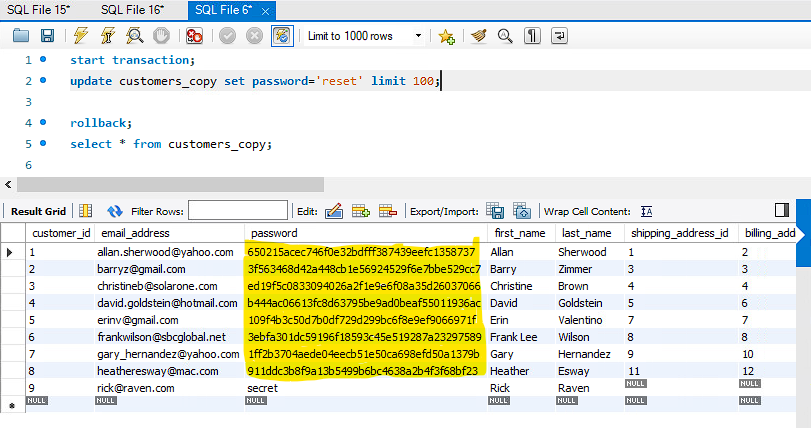 SQL File 15* SQL File 16* SQL File 6* ×
Limit to 1000 rows
1 start transaction;
2 update customers_copy set password='reset' limit 100;
3
4 rollback;
5 select * from customers_copy;
6
Result Grid Filter Rows: Edit: Export/Import: Wrap Cell Content: IA
customer_id email_address password first_name last_name shipping_address_id billing_add
1 allan.sherwood@yahoo.com 650215acec746f0e32bdfff387439eefc1358737 Allan Sherwood 1 2
2 barryz@gmail.com 3f563468d42a448cb1e56924529f6e7bbe529cc7 Barry Zimmer 3 3
3 christineb@solarone.com ed19f5c0833094026a2f1e9e6f08a35d26037066 Christine Brown 4 4
4 david.goldstein@hotmail.com b444ac06613fc8d63795be9ad0beaf55011936ac David Goldstein 5 6
5 erinv@gmail.com 109f4b3c50d7b0df729d299bc6f8e9ef9066971f Erin Valentino 7 7
6 frankwilson@sbcglobal.net 3ebfa301dc59196f18593c45e519287a23297589 Frank Lee Wilson 8 8
7 gary_hernandez@yahoo.com 1ff2b3704aede04eecb51e50ca698efd50a1379b Gary Hernandez 9 10
8 heatheresway@mac.com 911ddc3b8f9a13b5499b6bc4638a2b4f3f68bf23 Heather Esway 11 12
9 rick@raven.com secret Rick Raven NULL NULL
NULL NULL NULL NULL NULL NULL NULL